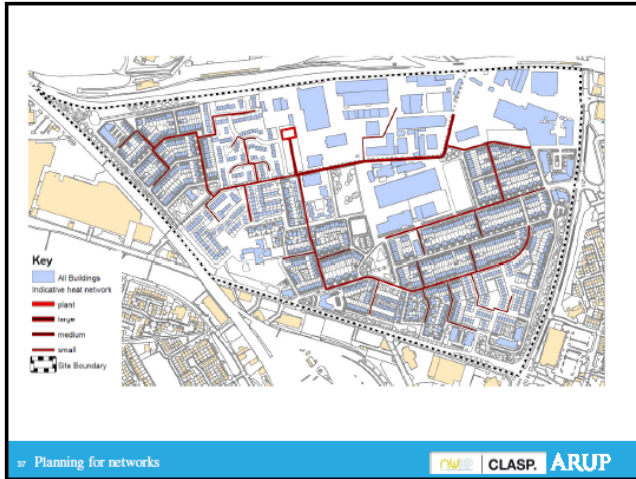 Key
All Buildings
Indicative heat network
plant
large
medium
small
Site Boundary
37 Planning for networks
CLASP. ARUP